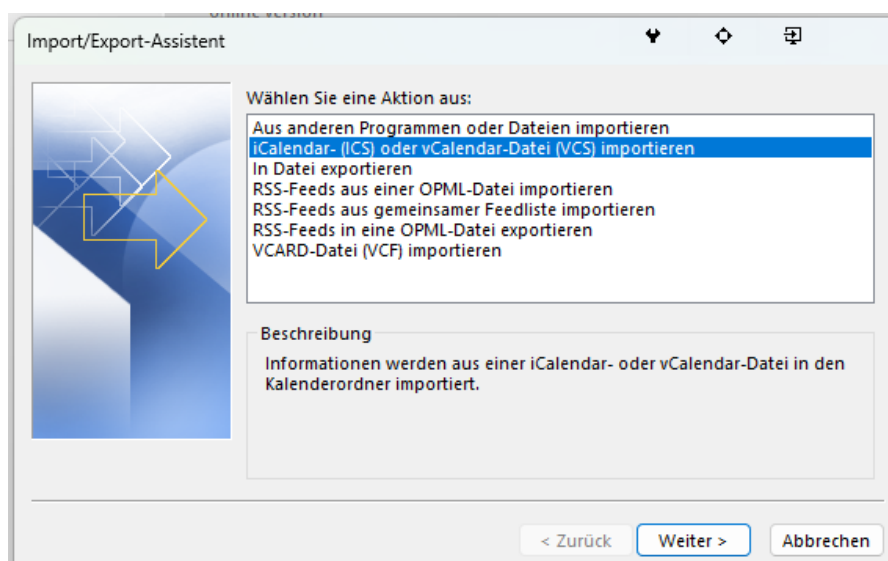 online version
Import/Export-Assistent
Wählen Sie eine Aktion aus:
Aus anderen Programmen oder Dateien importieren
iCalendar- (ICS) oder vCalendar-Datei (VCS) importieren
In Datei exportieren
RSS-Feeds aus einer OPML-Datei importieren
RSS-Feeds aus gemeinsamer Feedliste importieren
RSS-Feeds in eine OPML-Datei exportieren
VCARD-Datei (VCF) importieren
Beschreibung
Informationen werden aus einer iCalendar- oder vCalendar-Datei in den
Kalenderordner importiert.
< Zurück Weiter > Abbrechen